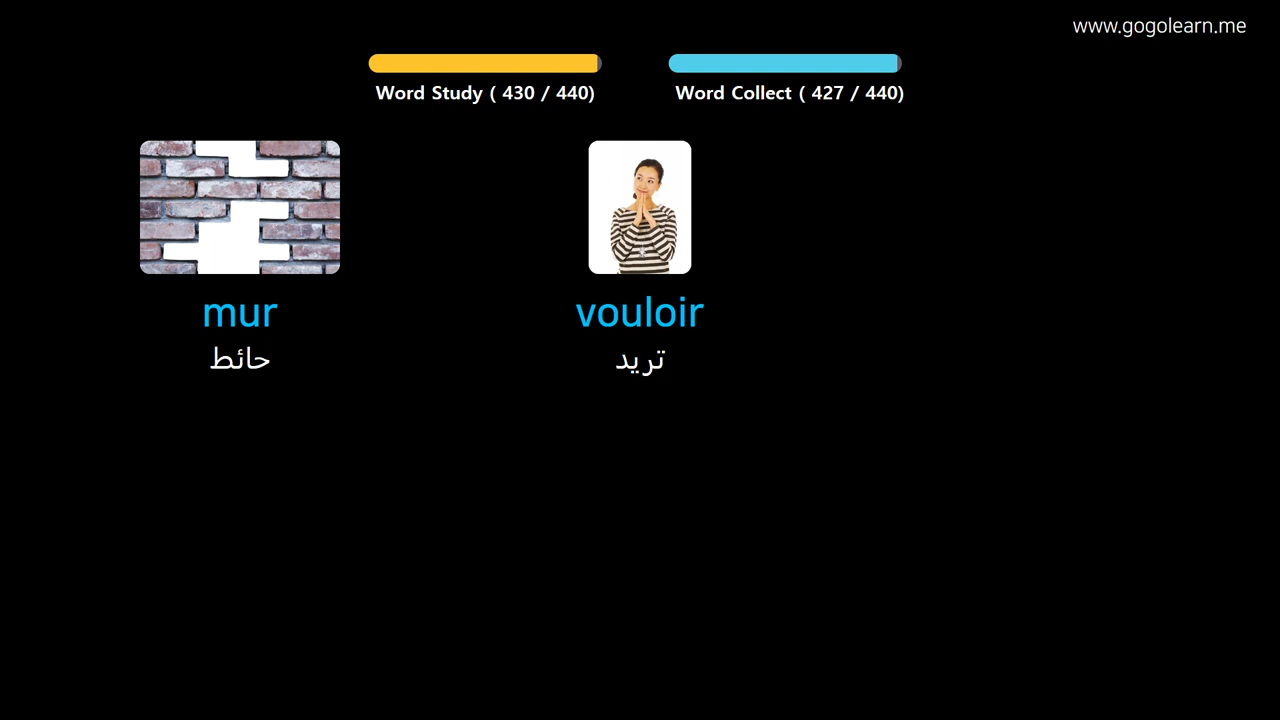 www.gogolearn.me
Word Study ( 430 / 440)
Word Collect ( 427 / 440)
mur
حائط
vouloir
تريد